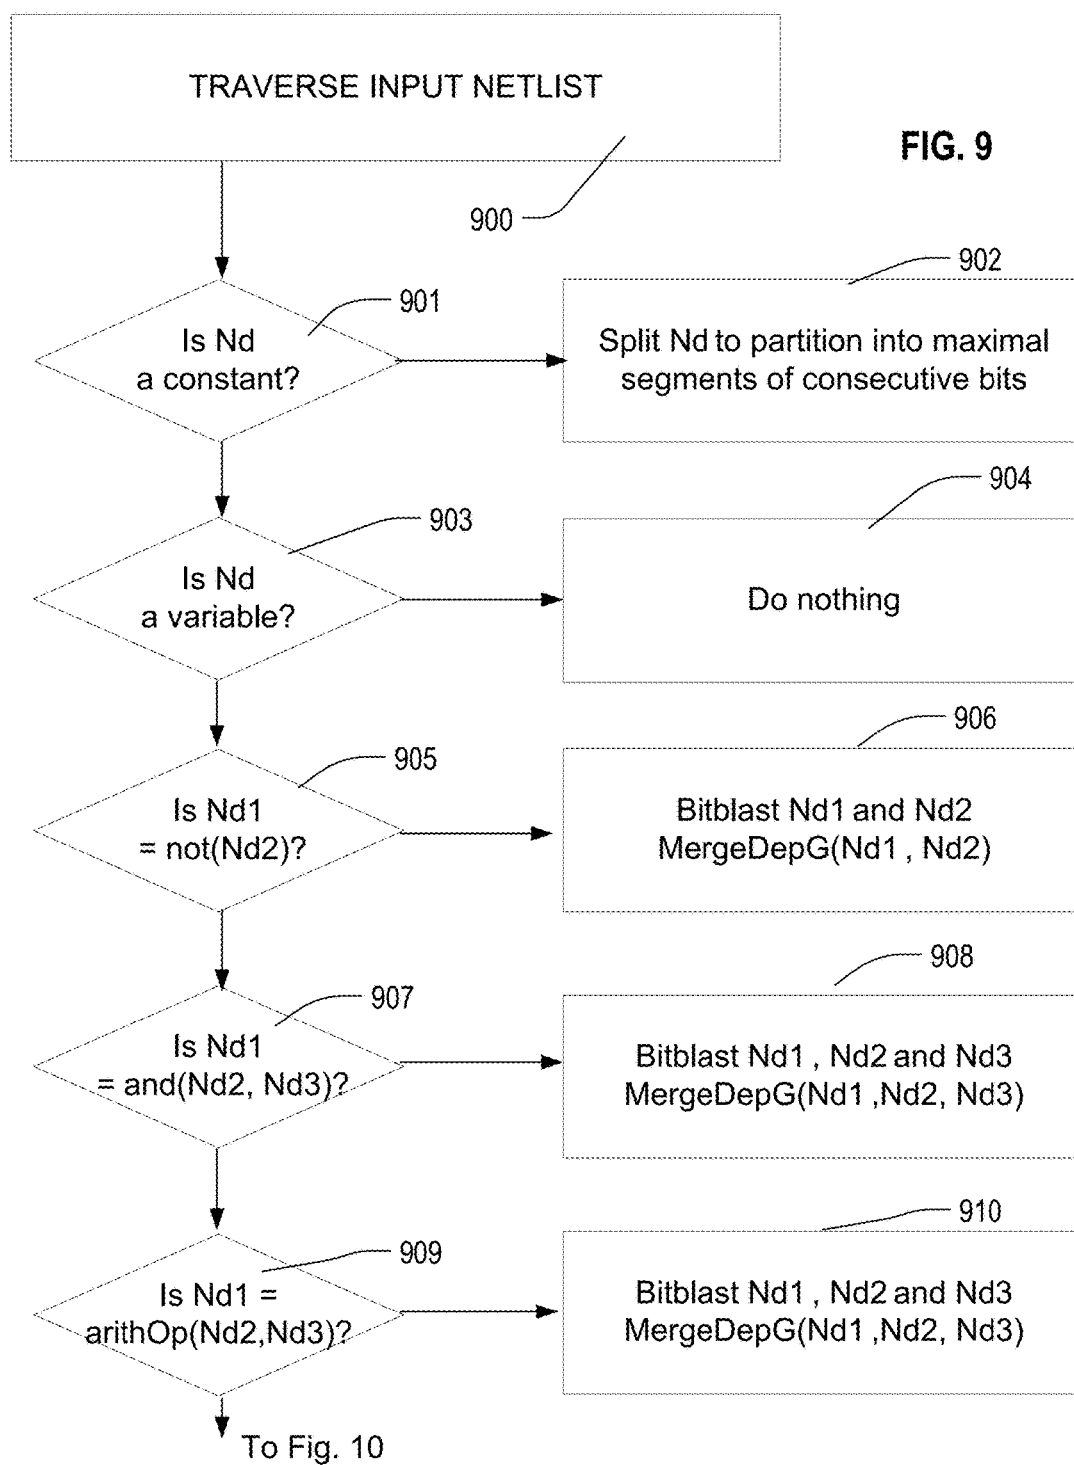 TRAVERSE INPUT NETLIST
FIG. 9
900
902
901
Is Nd
a constant?
Split Nd to partition into maximal
segments of consecutive bits
904
903
Is Nd
a variable?
Do nothing
906
905
Is Nd1
= not(Nd2)?
Bitblast Nd1 and Nd2
MergeDepG(Nd1 , Nd2)
908
907
Is Nd1
= and(Nd2, Nd3)?
Bitblast Nd1 , Nd2 and Nd3
MergeDepG(Nd1 ,Nd2, Nd3)
910
909
Is Nd1 =
arithOp(Nd2,Nd3)?
Bitblast Nd1 , Nd2 and Nd3
MergeDepG(Nd1 ,Nd2, Nd3)
To Fig. 10